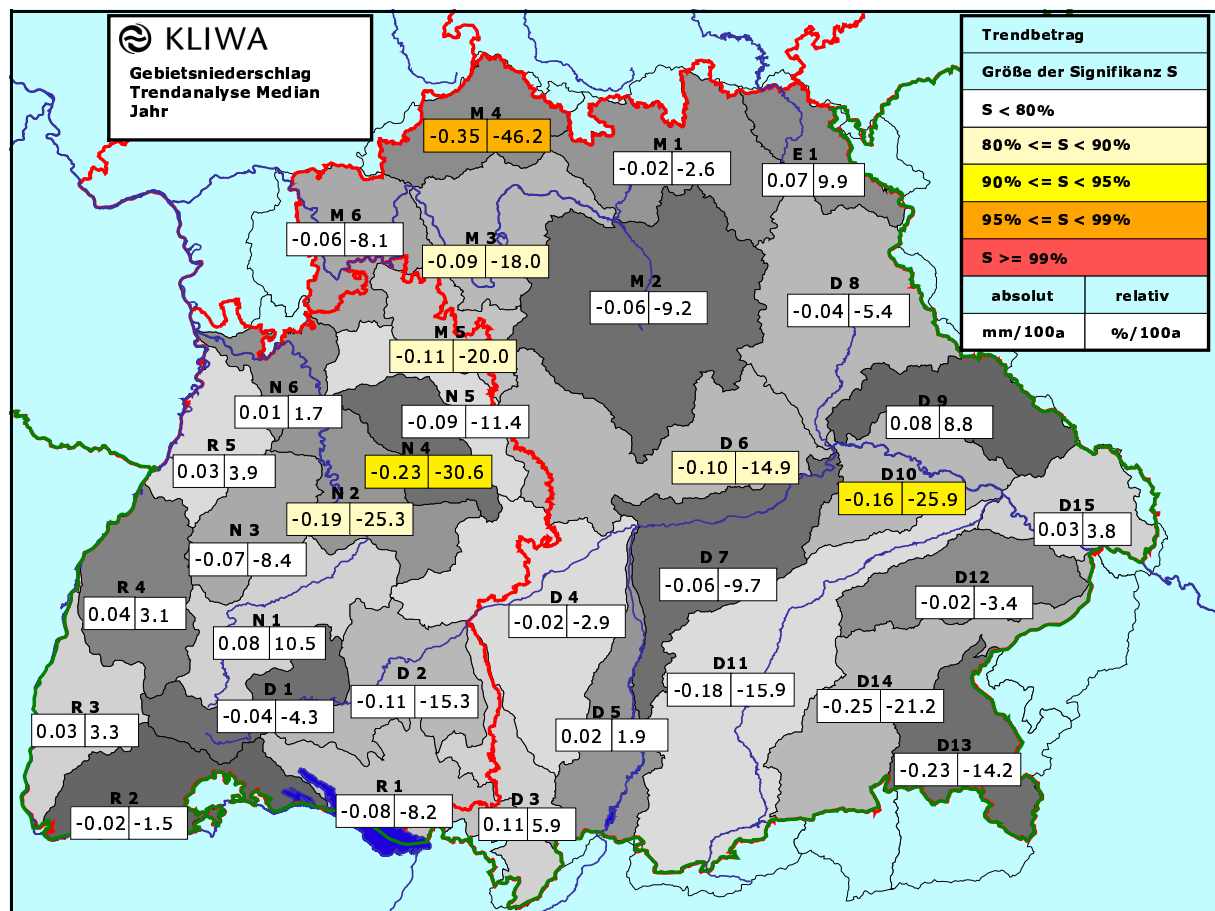 KLIWA
Gebietsniederschlag
Trendanalyse Median
Jahr
Trendbetrag
Größe der Signifikanz S
S < 80%
80% <= S < 90%
90% <= S < 95%
95% <= S < 99%
S >= 99%
absolut relativ
mm/100a %/100a
M 4
-0.35 -46.2
M 1
-0.02 -2.6
E 1
0.07 9.9
M 6
-0.06 -8.1
M 3
-0.09 -18.0
M 2
-0.06 -9.2
D 8
-0.04 -5.4
M 5
-0.11 -20.0
N 6
0.01 1.7
N 5
-0.09 -11.4
D 9
0.08 8.8
R 5
0.03 3.9
N 4
-0.23 -30.6
D 6
-0.10 -14.9
D10
-0.16 -25.9
N 2
-0.19 -25.3
D15
0.03 3.8
N 3
-0.07 -8.4
D 7
-0.06 -9.7
R 4
0.04 3.1
D 4
-0.02 -2.9
D12
-0.02 -3.4
N 1
0.08 10.5
D 2
-0.11 -15.3
D11
-0.18 -15.9
D 1
-0.04 -4.3
D14
-0.25 -21.2
R 3
0.03 3.3
D 5
0.02 1.9
D13
-0.23 -14.2
R 2
-0.02 -1.5
R 1
-0.08 -8.2
D 3
0.11 5.9